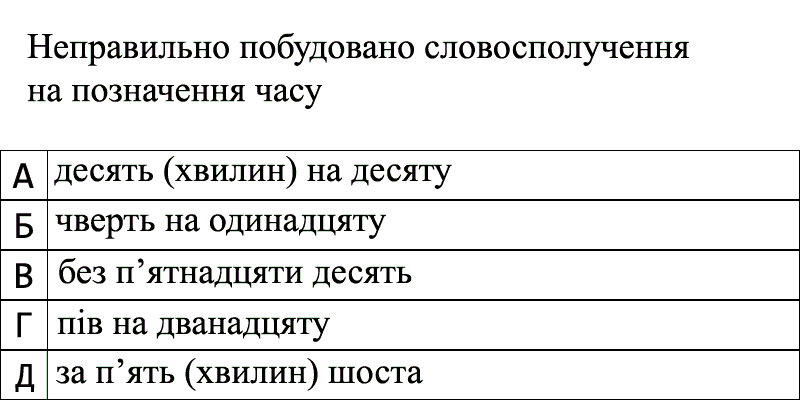 Неправильно побудовано словосполучення
на позначення часу
А десять (хвилин) на десяту
Б чверть на одинадцяту
В без п’ятнадцяти десять
Г пів на дванадцяту
Д за п’ять (хвилин) шоста